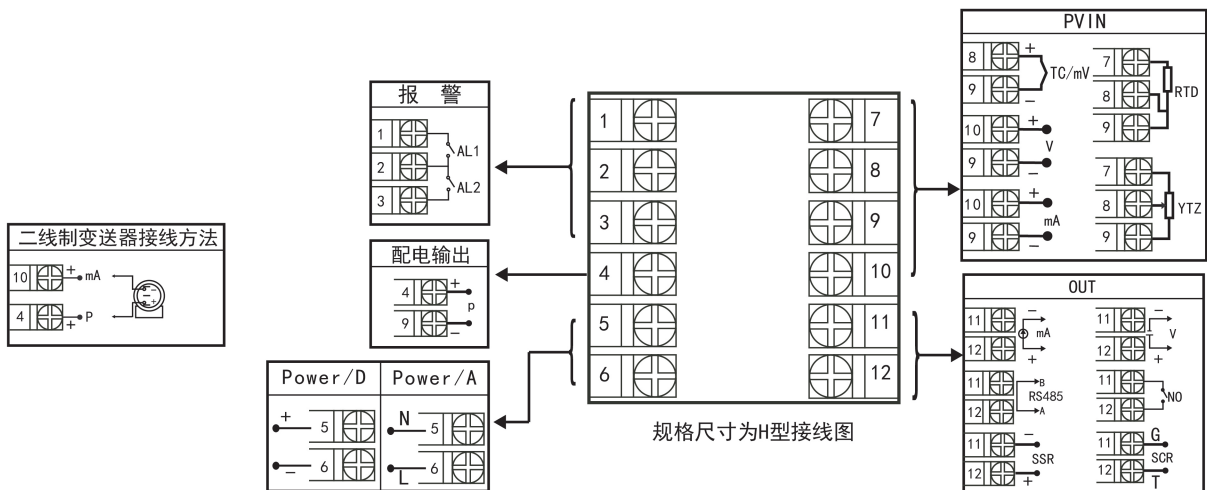 报 警
1
AL1
2
AL2
3
二线制变送器接线方法
10 + mA
4 + P
- - +
配电输出
4 +
p
9 -
Power/D Power/A
+ 5 N 5
- 6 L 6
1 7
2 8
3 9
4 10
5 11
6 12
规格尺寸为H型接线图
PVIN
8 +
TC/mV
9 -
10 +
V
9 -
10 +
mA
9 -
7
8 RTD
9
7
8 YTZ
9
OUT
11 -
mA
12 +
11 B
RS485
12 A
11 -
SSR
12 +
11 -
V
12 +
11
NO
12
11 G
SCR
12 T